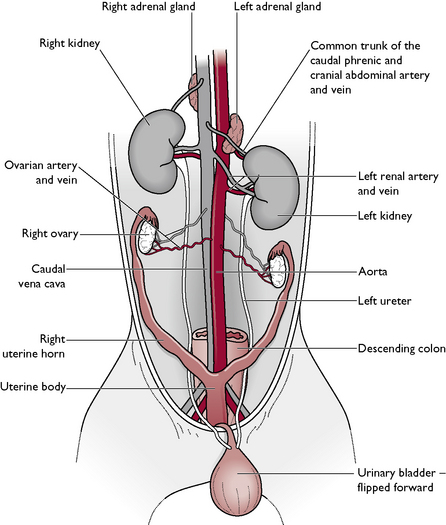 Right adrenal gland
Left adrenal gland
Right kidney
Common trunk of the
caudal phrenic and
cranial abdominal artery
and vein
Ovarian artery
and vein
Left renal artery
and vein
Left kidney
Right ovary
Caudal
vena cava
Aorta
Left ureter
Right
uterine horn
Descending colon
Uterine body
Urinary bladder –
flipped forward